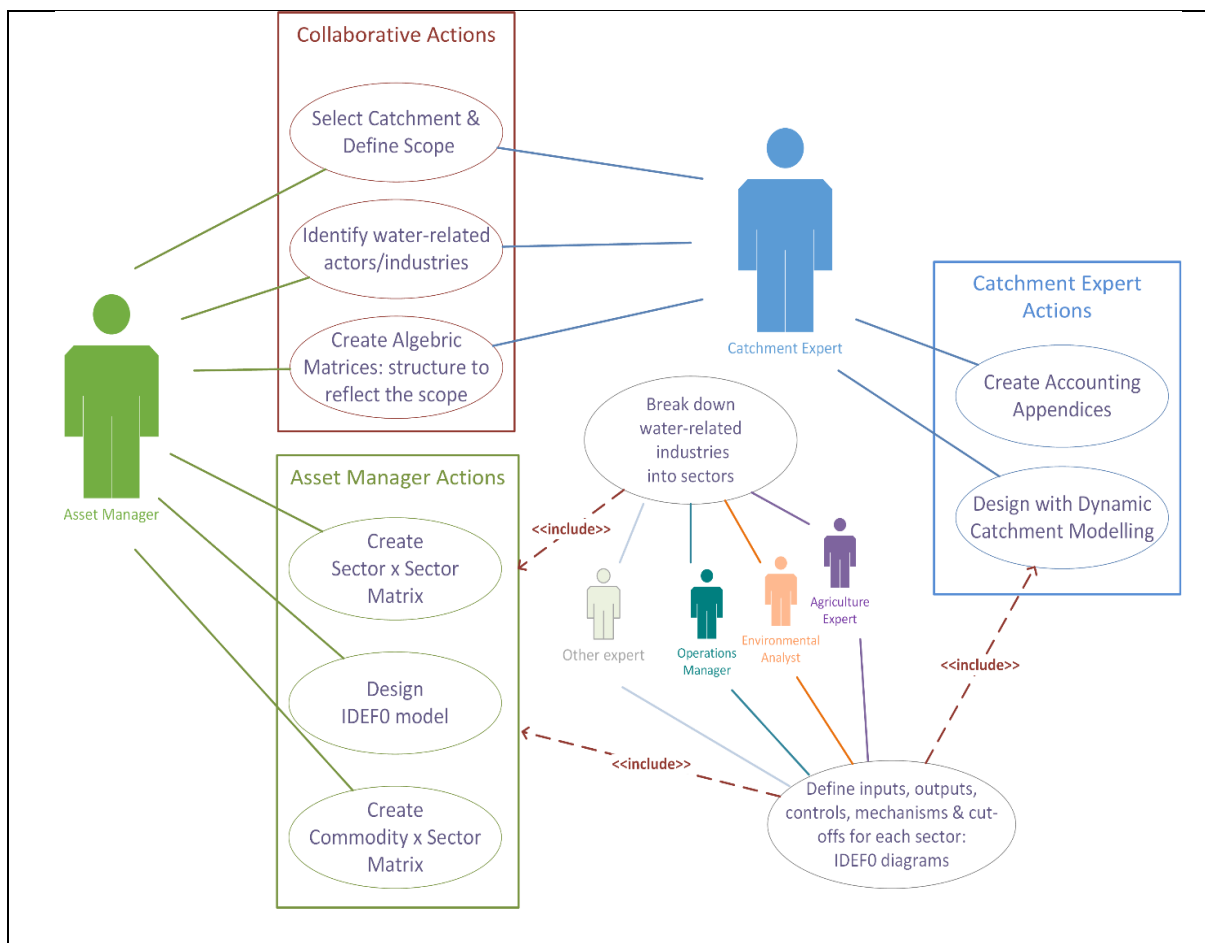 Collaborative Actions
Select Catchment &
Define Scope
Identify water-related
actors/industries
Create Algebric
Matrices: structure to
reflect the scope
Asset Manager
Catchment Expert
Catchment Expert
Actions
Create Accounting
Appendices
Design with Dynamic
Catchment Modelling
Break down
water-related
industries
into sectors
Asset Manager Actions
Create
Sector x Sector
Matrix
Design
IDEF0 model
Create
Commodity x Sector
Matrix
<<include>>
Other expert
Operations
Manager
Environmental
Analyst
Agriculture
Expert
<<include>>
<<include>>
Define inputs, outputs,
controls, mechanisms & cut-
offs for each sector:
IDEF0 diagrams